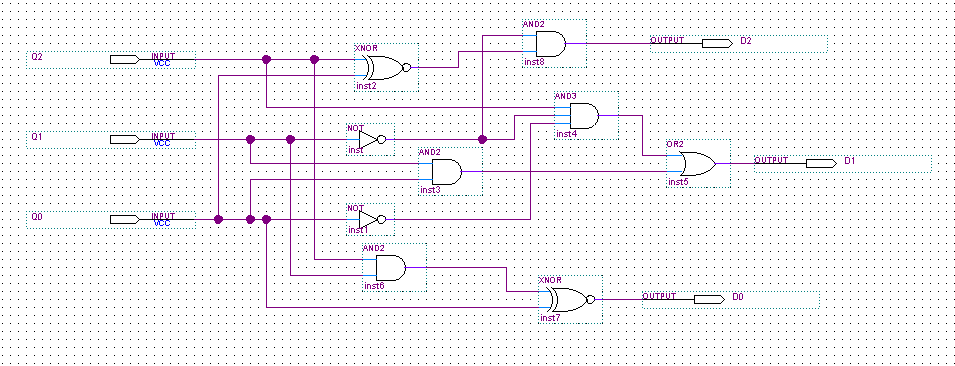 AND2
OUTPUT D2
XNOR
Q2 INPUT
VCC
inst8
inst2
AND3
NOT
Q1 INPUT
VCC
inst4
inst
OR2
AND2
OUTPUT D1
inst5
inst3
NOT
Q0 INPUT
VCC
inst1
AND2
XNOR
inst6
OUTPUT D0
inst7